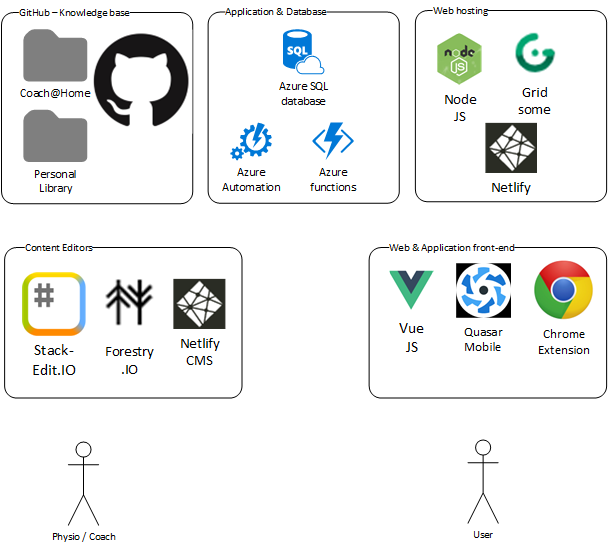 GitHub – Knowledge base
Coach@Home
Personal
Library
Application & Database
SQL
Azure SQL
database
Azure
Automation
Azure
functions
Web hosting
node
JS
Node
JS
Grid
some
Netlify
Content Editors
#
Stack-
Edit.IO
Forestry
.IO
Netlify
CMS
Web & Application front-end
Vue
JS
Quasar
Mobile
Chrome
Extension
Physio / Coach
User